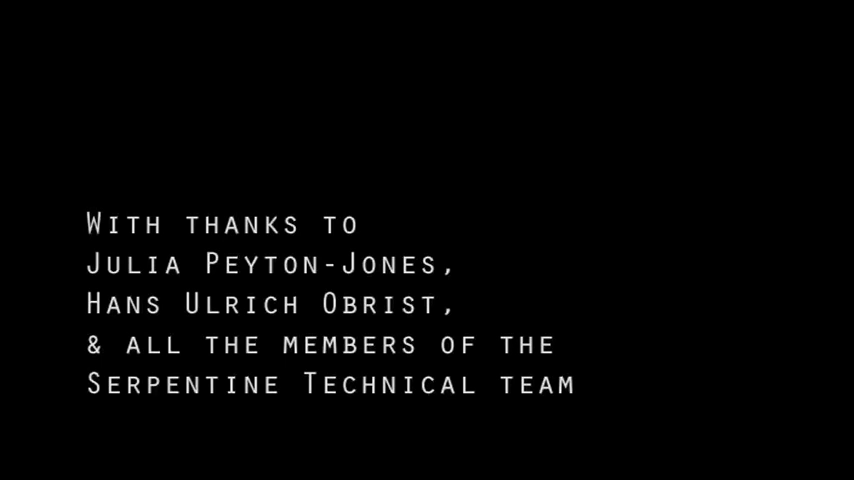 With thanks to
Julia Peyton-Jones,
Hans Ulrich Obrist,
& all the members of the
Serpentine Technical team